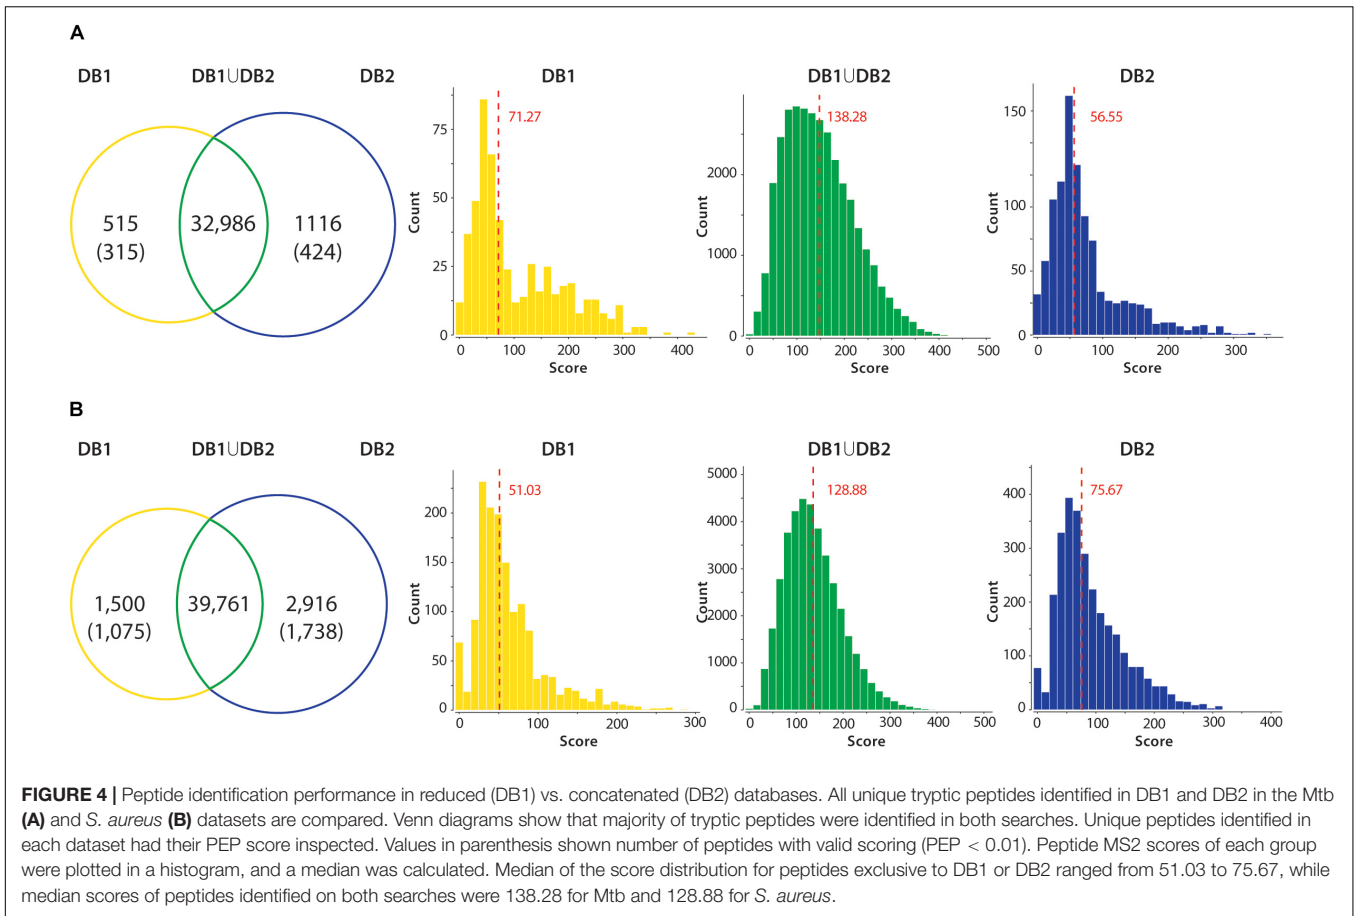 A
DB1 DB1∪DB2 DB2
515
(315)
32,986
1116
(424)
DB1
71.27
75
50
25
0
Count
0 100 200 300 400
Score
DB1∪DB2
138.28
2000
1000
0
Count
0 100 200 300 400 500
Score
DB2
56.55
150
100
50
0
Count
0 100 200 300
Score
B
DB1 DB1∪DB2 DB2
1,500
(1,075)
39,761
2,916
(1,738)
DB1
51.03
200
150
100
50
0
Count
0 100 200 300
Score
DB1∪DB2
128.88
5000
4000
3000
2000
1000
0
Count
0 100 200 300 400 500
Score
DB2
75.67
400
300
200
100
0
Count
0 100 200 300 400
Score
FIGURE 4 | Peptide identification performance in reduced (DB1) vs. concatenated (DB2) databases. All unique tryptic peptides identified in DB1 and DB2 in the Mtb
(A) and S. aureus (B) datasets are compared. Venn diagrams show that majority of tryptic peptides were identified in both searches. Unique peptides identified in
each dataset had their PEP score inspected. Values in parenthesis shown number of peptides with valid scoring (PEP < 0.01). Peptide MS2 scores of each group
were plotted in a histogram, and a median was calculated. Median of the score distribution for peptides exclusive to DB1 or DB2 ranged from 51.03 to 75.67, while
median scores of peptides identified on both searches were 138.28 for Mtb and 128.88 for S. aureus.